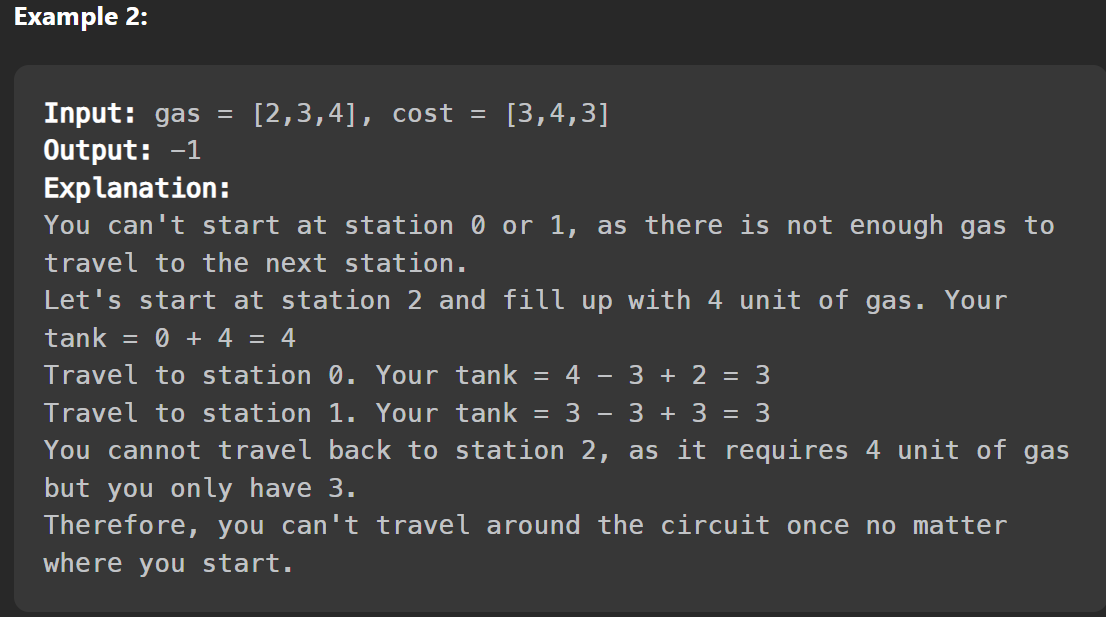 Example 2:
Input: gas = [2,3,4], cost = [3,4,3]
Output: -1
Explanation:
You can't start at station 0 or 1, as there is not enough gas to
travel to the next station.
Let's start at station 2 and fill up with 4 unit of gas. Your
tank = 0 + 4 = 4
Travel to station 0. Your tank = 4 - 3 + 2 = 3
Travel to station 1. Your tank = 3 - 3 + 3 = 3
You cannot travel back to station 2, as it requires 4 unit of gas
but you only have 3.
Therefore, you can't travel around the circuit once no matter
where you start.